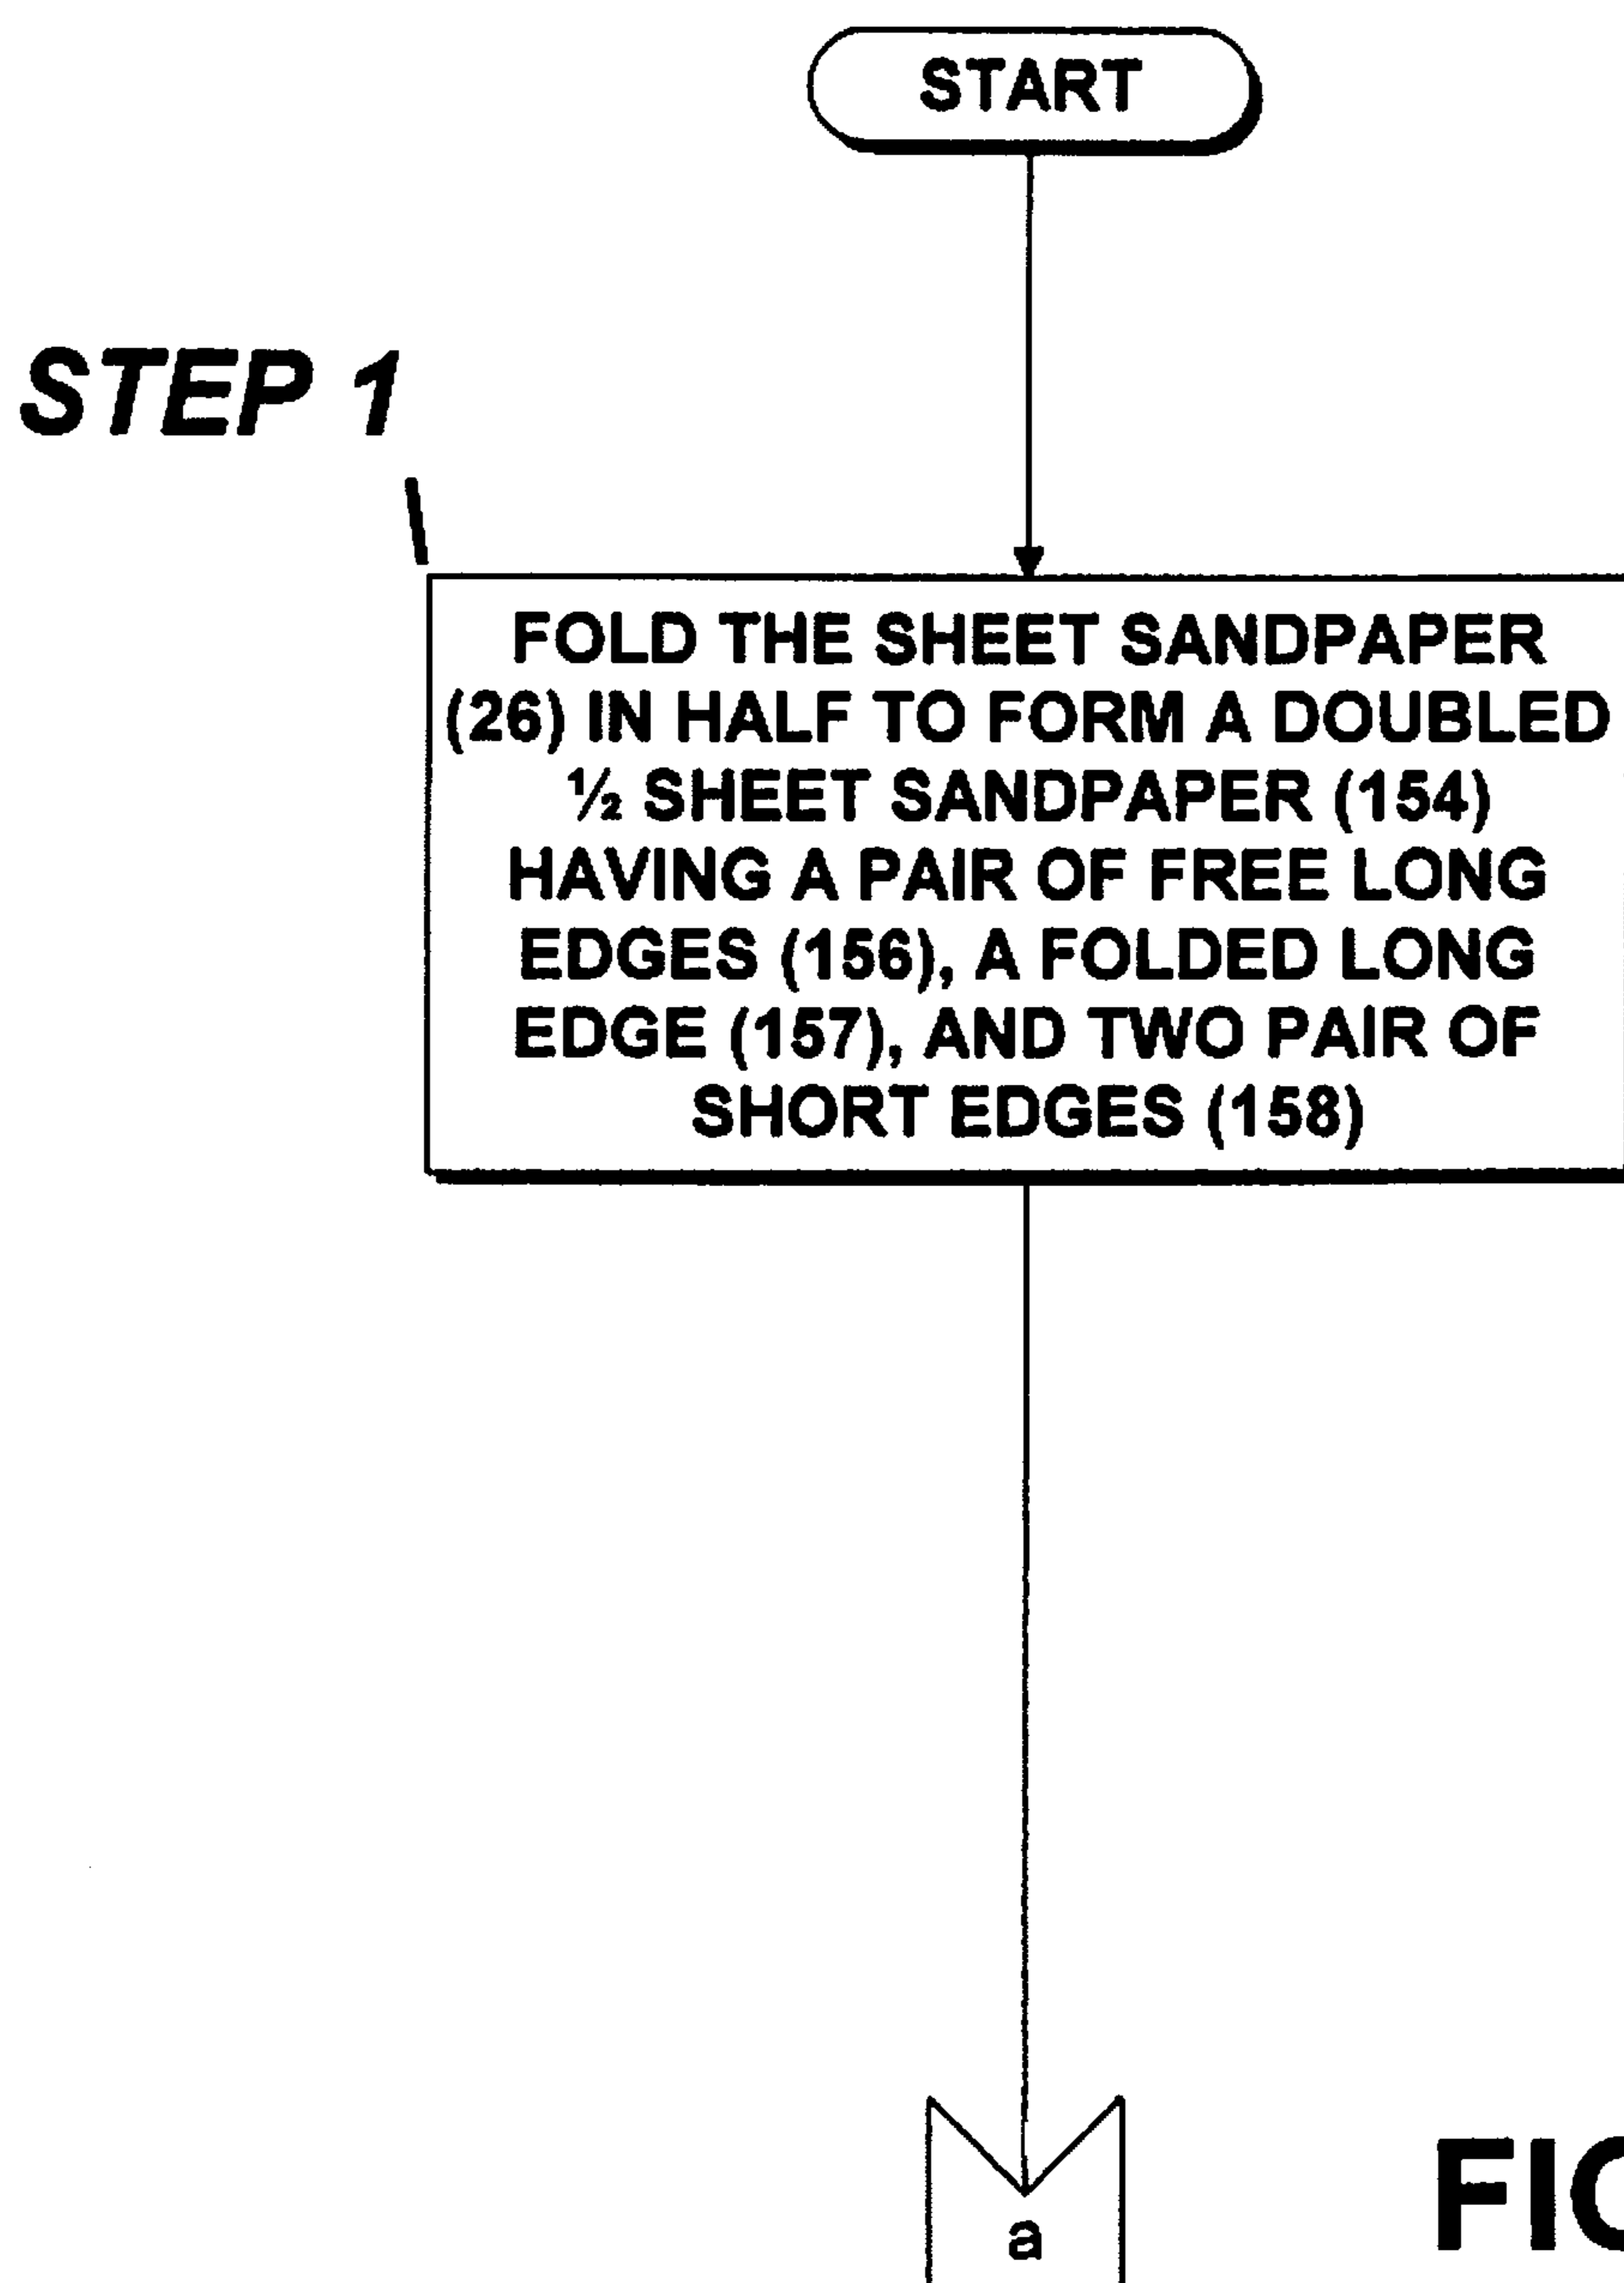 START
STEP 1
FOLD THE SHEET SANDPAPER
(26) IN HALF TO FORM A DOUBLED
½ SHEET SANDPAPER (154)
HAVING A PAIR OF FREE LONG
EDGES (156), A FOLDED LONG
EDGE (157), AND TWO PAIR OF
SHORT EDGES (158)
a